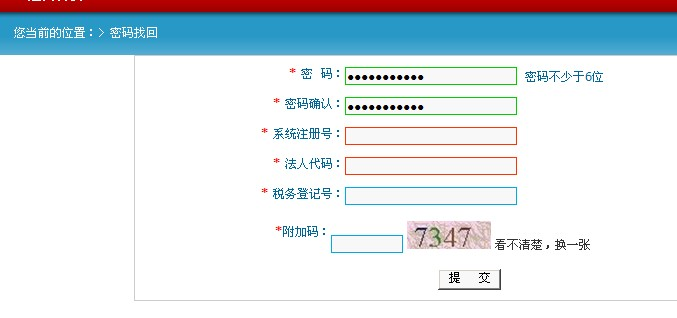 您当前的位置：> 密码找回
* 密 码：••••••••••• 密码不少于6位
* 密码确认：•••••••••••
* 系统注册号：
* 法人代码：
* 税务登记号：
*附加码： 7347 看不清楚，换一张
提 交